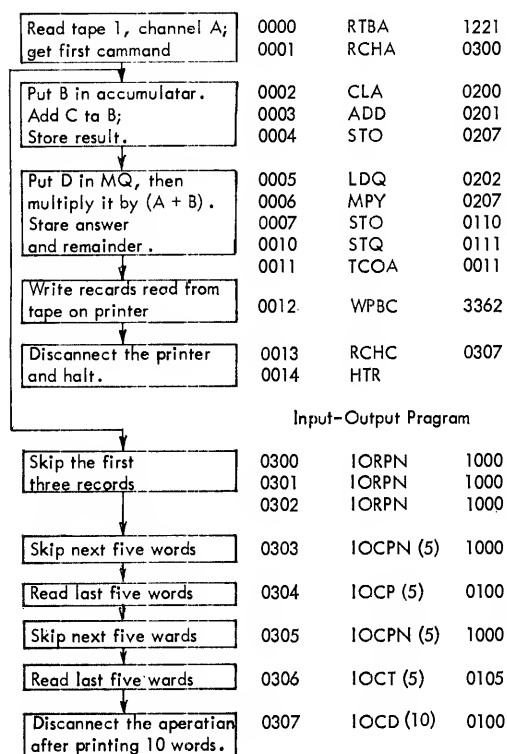 Read tape 1, channel A; 0000 RTBA 1221
get first cammand 0001 RCHA 0300
Put B in accumulatar. 0002 CLA 0200
Add C ta B; 0003 ADD 0201
Store result. 0004 STO 0207
Put D in MQ, then 0005 LDQ 0202
multiply it by (A + B). 0006 MPY 0207
Stare answer 0007 STO 0110
and remainder. 0010 STQ 0111
0011 TCOA 0011
Write records reod from
tape on printer 0012 WPBC 3362
Discannect the printer 0013 RCHC 0307
and halt. 0014 HTR
Input-Output Pragram
Skip the first 0300 IORPN 1000
three records 0301 IORPN 1000
0302 IORPN 1000
Skip next five words 0303 IOCPN (5) 1000
Read last five words 0304 IOCP (5) 0100
Skip next five wards 0305 IOCPN (5) 1000
Read last five words 0306 IOCT (5) 0105
Discannect the aperatian 0307 IOCD (10) 0100
after printing 10 words.